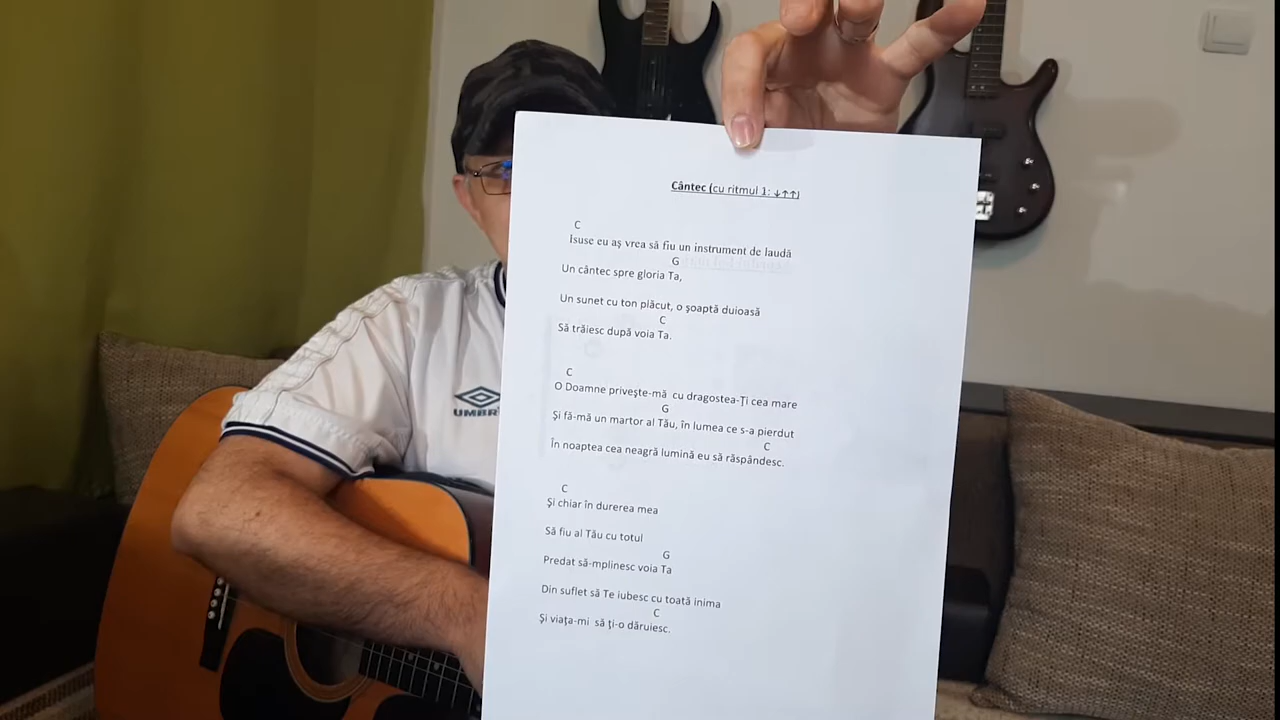 Cântec (cu ritmul 1: ↓↑↑)
C
Isuse eu aş vrea să fiu un instrument de laudă
G
Un cântec spre gloria Ta,
Un sunet cu ton plăcut, o şoaptă duioasă
C
Să trăiesc după voia Ta.
C
O Doamne priveşte-mă cu dragostea-Ţi cea mare
G
Şi fă-mă un martor al Tău, în lumea ce s-a pierdut
C
În noaptea cea neagră lumină eu să răspândesc.
C
Şi chiar în durerea mea
Să fiu al Tău cu totul
G
Predat să-mplinesc voia Ta
Din suflet să Te iubesc cu toată inima
C
Şi viaţa-mi să ţi-o dăruiesc.
UMBR